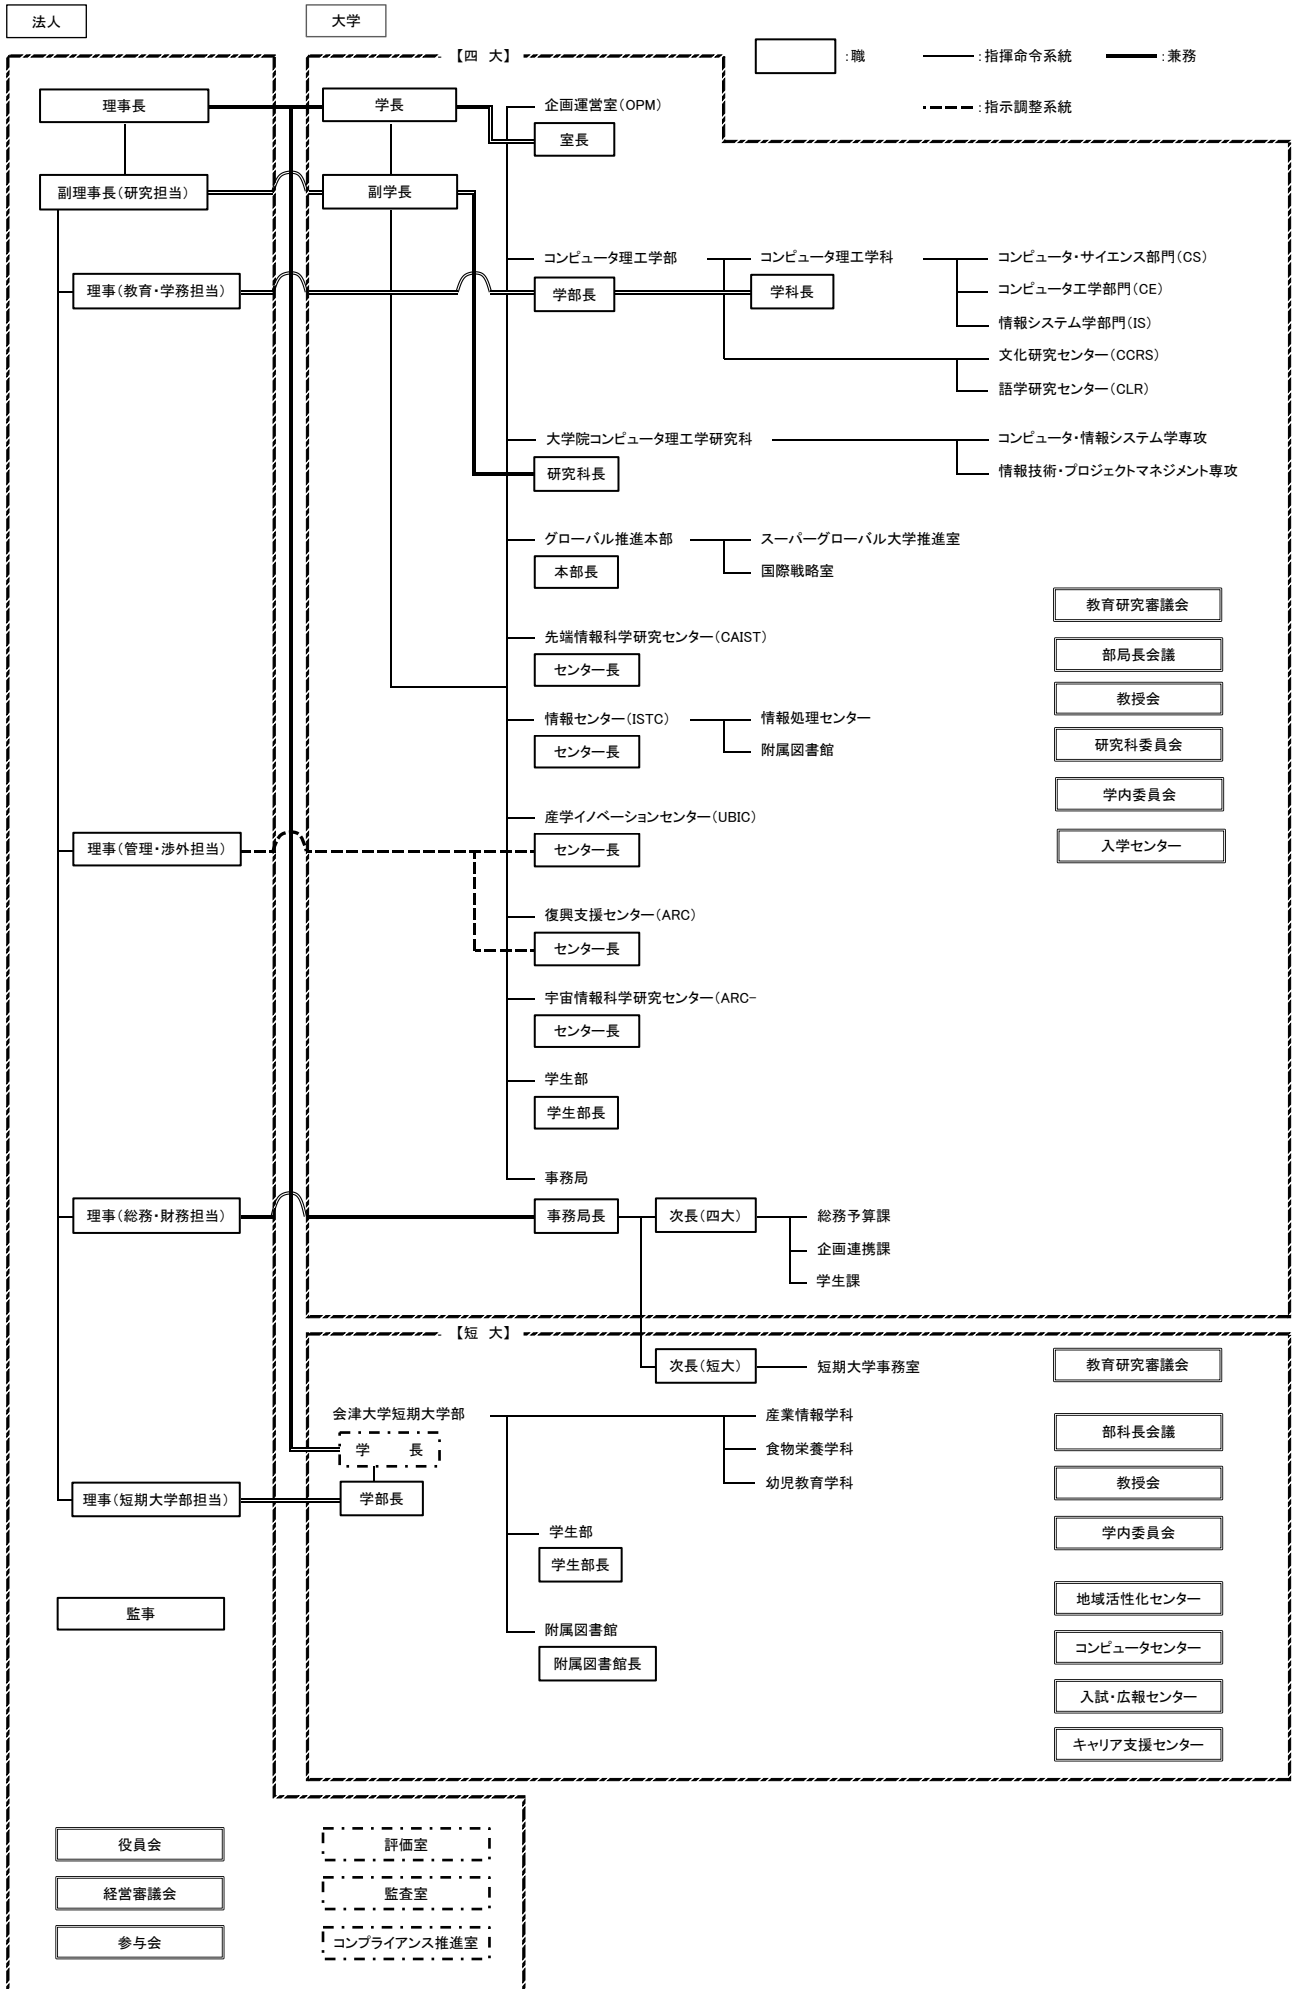 法人
大学
【四 大】
:職
:指揮命令系統
:兼務
:指示調整系統
理事長
学長
企画運営室(OPM)
室長
副理事長(研究担当)
副学長
コンピュータ理工学部
コンピュータ理工学科
コンピュータ・サイエンス部門(CS)
理事(教育・学務担当)
学部長
学科長
コンピュータ工学部門(CE)
情報システム学部門(IS)
文化研究センター(CCRS)
語学研究センター(CLR)
大学院コンピュータ理工学研究科
コンピュータ・情報システム学専攻
研究科長
情報技術・プロジェクトマネジメント専攻
グローバル推進本部
スーパーグローバル大学推進室
本部長
国際戦略室
教育研究審議会
先端情報科学研究センター(CAIST)
部局長会議
センター長
教授会
情報センター(ISTC)
情報処理センター
研究科委員会
センター長
附属図書館
学内委員会
産学イノベーションセンター(UBIC)
理事(管理・渉外担当)
センター長
入学センター
復興支援センター(ARC)
センター長
宇宙情報科学研究センター(ARC-
センター長
学生部
学生部長
事務局
理事(総務・財務担当)
事務局長
次長(四大)
総務予算課
企画連携課
学生課
【短 大】
次長(短大)
短期大学事務室
教育研究審議会
会津大学短期大学部
産業情報学科
部科長会議
学 長
食物栄養学科
教授会
幼児教育学科
理事(短期大学部担当)
学部長
学生部
学内委員会
学生部長
地域活性化センター
監事
附属図書館
コンピュータセンター
附属図書館長
入試・広報センター
キャリア支援センター
役員会
評価室
経営審議会
監査室
参与会
コンプライアンス推進室